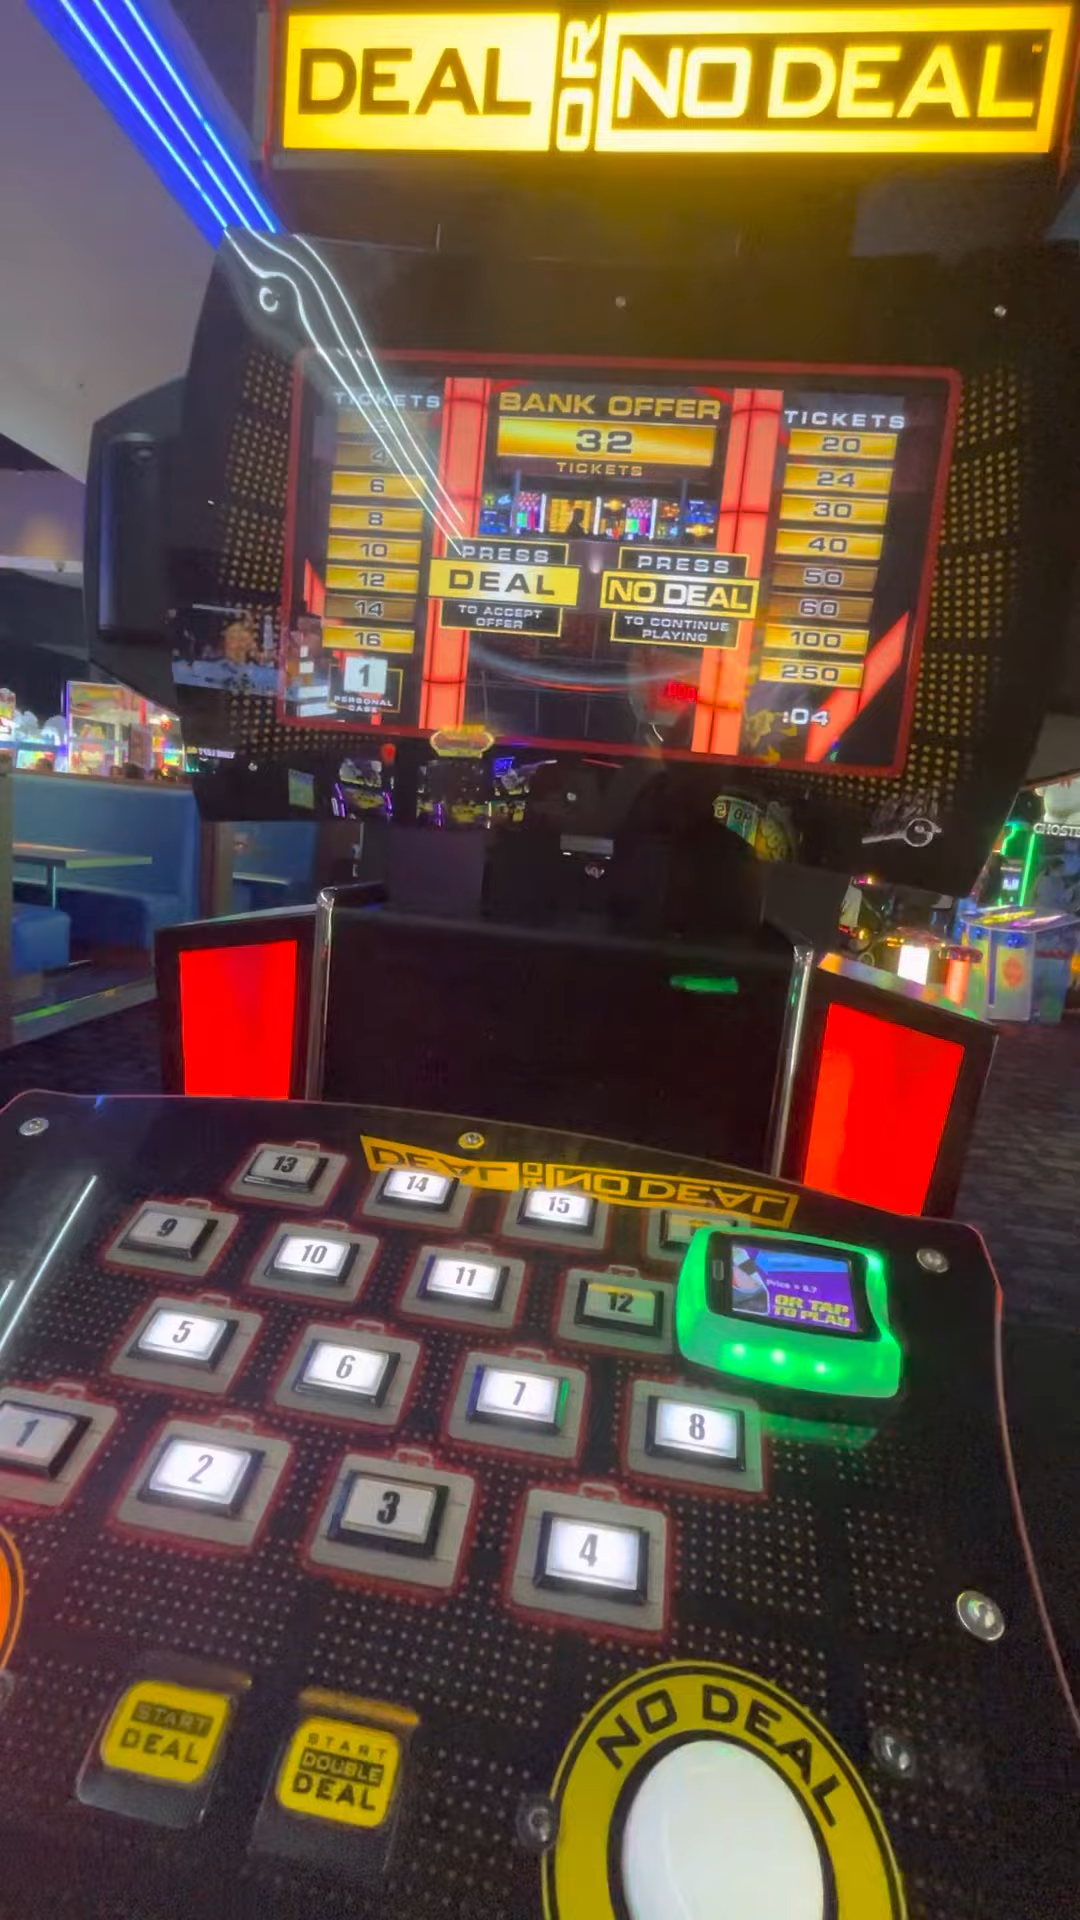 DEAL OR NO DEAL
TICKETS
4
6
8
10
12
14
16
1
PERSONAL
CASE
BANK OFFER
32
TICKETS
PRESS
DEAL
TO ACCEPT
OFFER
PRESS
NO DEAL
TO CONTINUE
PLAYING
TICKETS
20
24
30
40
50
60
100
250
:04
DEAL OR NO DEAL
13
14
15
9
10
11
12
OR TAP
TO PLAY
5
6
7
8
1
2
3
4
START
DEAL
START
DOUBLE
DEAL
NO DEAL